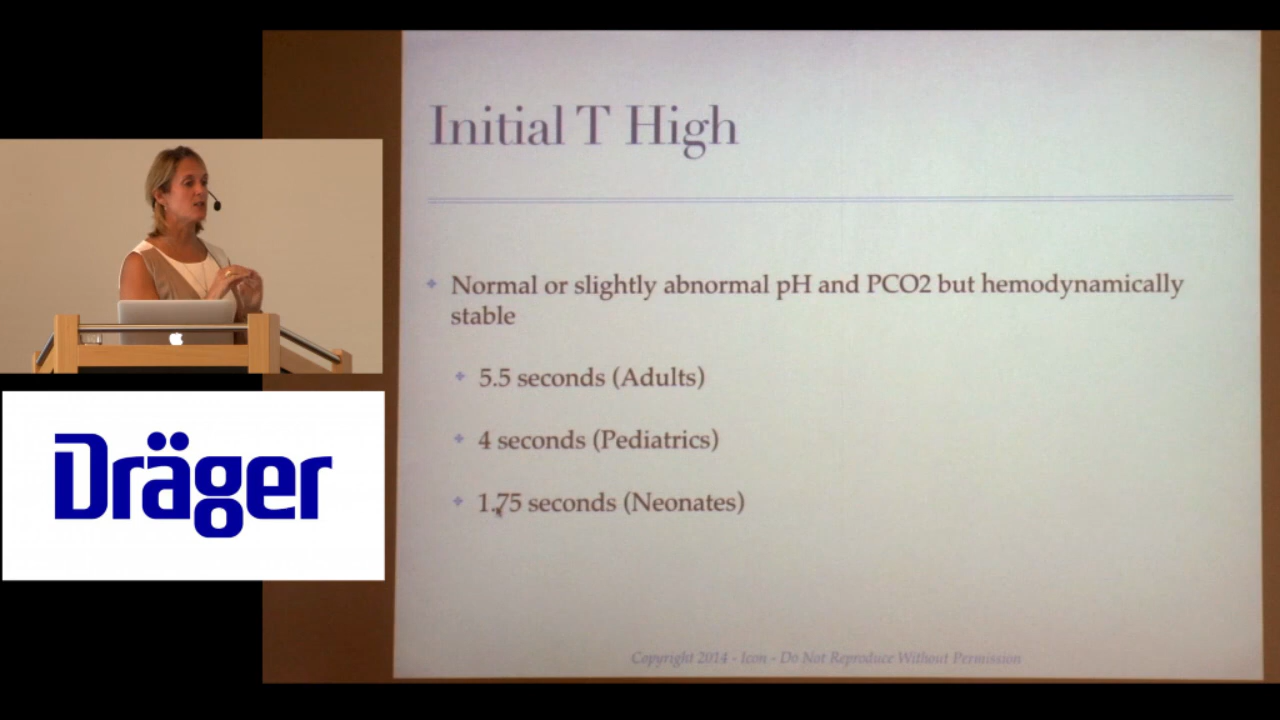 Initial T High
Normal or slightly abnormal pH and PCO2 but hemodynamically
stable
5.5 seconds (Adults)
4 seconds (Pediatrics)
1.75 seconds (Neonates)
Dräger
Copyright 2014 - Icon - Do Not Reproduce Without Permission